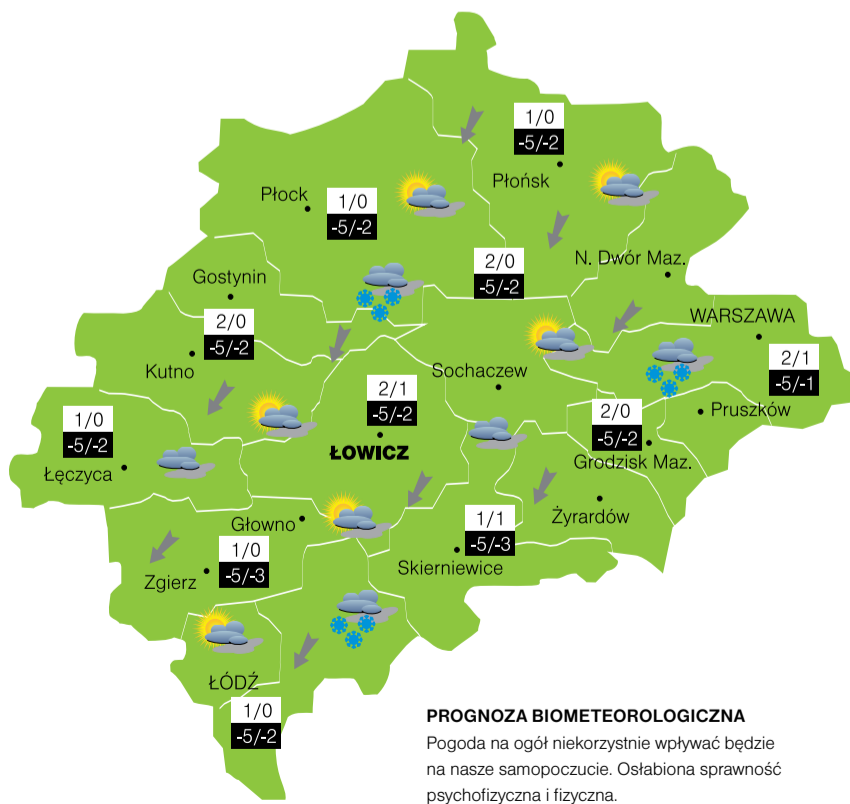 1/0
-5/-2
Płońsk
Płock
1/0
-5/-2
N. Dwór Maz.
2/0
-5/-2
Gostynin
2/0
-5/-2
Kutno
WARSZAWA
2/1
-5/-1
Sochaczew
2/1
-5/-2
ŁOWICZ
Pruszków
2/0
-5/-2
Grodzisk Maz.
1/0
-5/-2
Łęczyca
Żyrardów
Głowno
1/1
-5/-3
Skierniewice
1/0
-5/-3
Zgierz
ŁÓDŹ
1/0
-5/-2
PROGNOZA BIOMETEOROLOGICZNA
Pogoda na ogół niekorzystnie wpływać będzie
na nasze samopoczucie. Osłabiona sprawność
psychofizyczna i fizyczna.